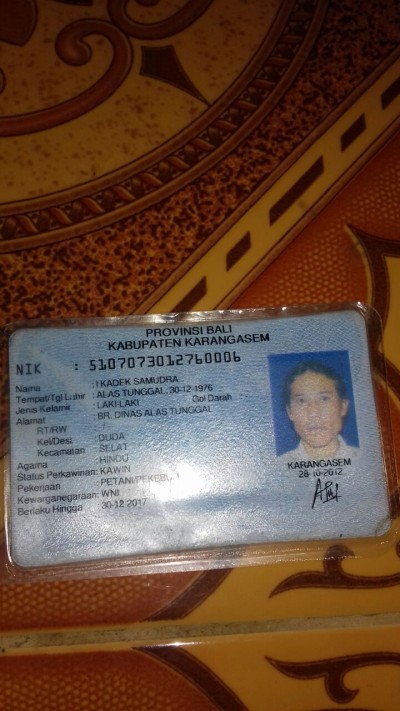 PROVINSI BALI
KABUPATEN KARANGASEM
NIK : 5107073012760006
Nama : I KADEK SAMUDRA
Tempat/Tgl Lahir : ALAS TUNGGAL, 30-12-1976
Jenis Kelamin : LAKI-LAKI Gol Darah
Alamat : BR. DINAS ALAS TUNGGAL
RT/RW : /
Kel/Desa : DUDA
Kecamatan : SELAT
Agama : HINDU
Status Perkawinan: KAWIN
Pekerjaan : PETANI/PEKEBUN
Kewarganegaraan: WNI
Berlaku Hingga : 30-12-2017
KARANGASEM
28-10-2012